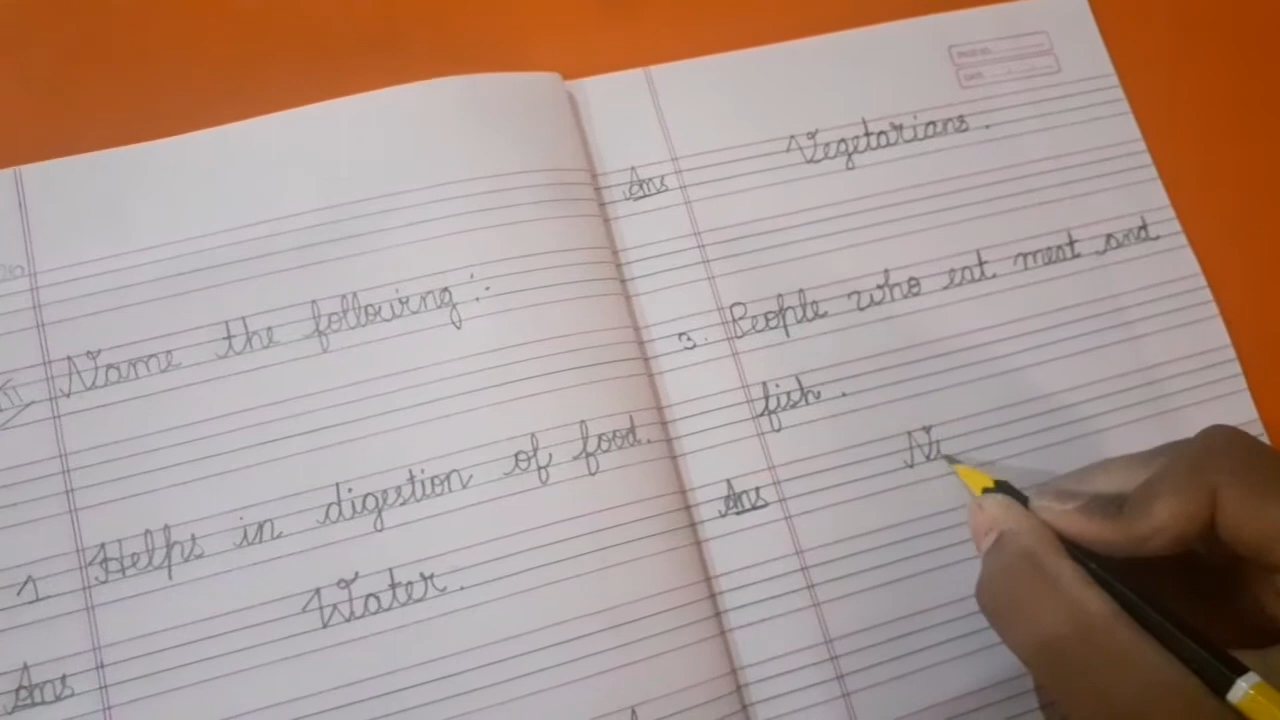 III Name the following :-
1 Helps in digestion of food.
Ans Water.
Vegetarians.
Ans
3. People who eat meat and
fish.
Ans